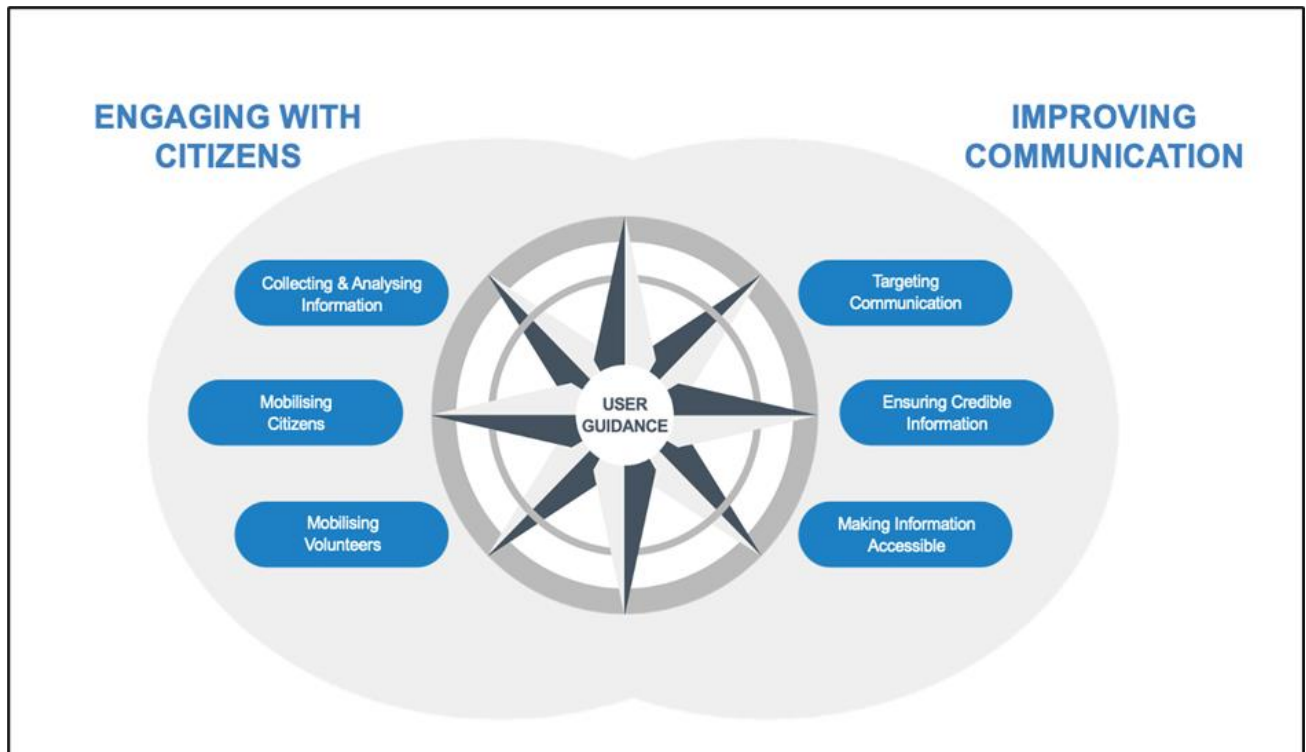 ENGAGING WITH
CITIZENS
IMPROVING
COMMUNICATION
Collecting & Analysing
Information
Mobilising
Citizens
Mobilising
Volunteers
USER
GUIDANCE
Targeting
Communication
Ensuring Credible
Information
Making Information
Accessible